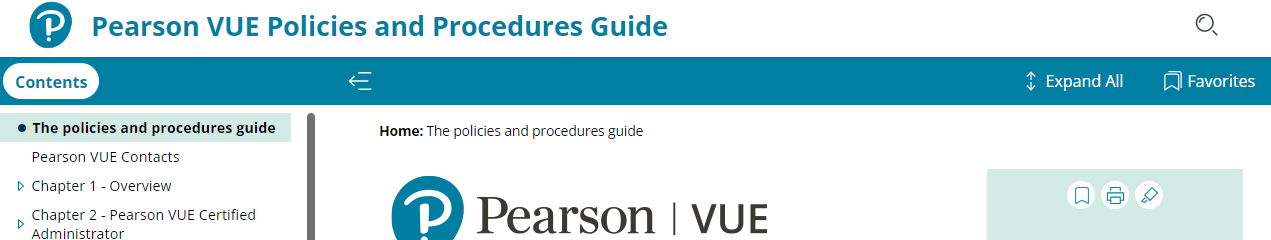 Pearson VUE Policies and Procedures Guide
Contents
Expand All
Favorites
The policies and procedures guide
Pearson VUE Contacts
Chapter 1 - Overview
Chapter 2 - Pearson VUE Certified
Administrator
Home: The policies and procedures guide
Pearson | VUE